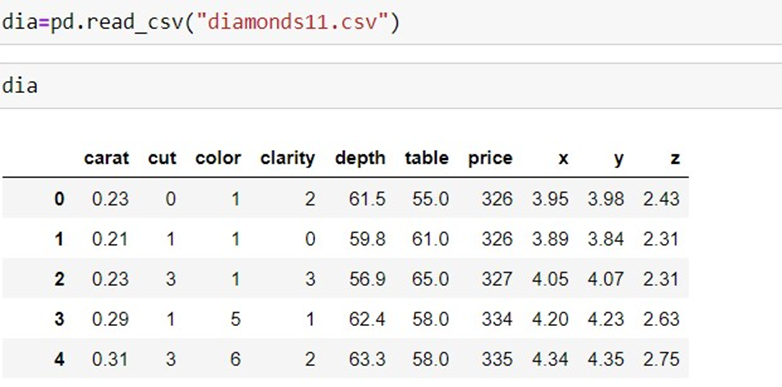 dia=pd.read_csv("diamonds11.csv")
dia
carat cut color clarity depth table price x y z
0 0.23 0 1 2 61.5 55.0 326 3.95 3.98 2.43
1 0.21 1 1 0 59.8 61.0 326 3.89 3.84 2.31
2 0.23 3 1 3 56.9 65.0 327 4.05 4.07 2.31
3 0.29 1 5 1 62.4 58.0 334 4.20 4.23 2.63
4 0.31 3 6 2 63.3 58.0 335 4.34 4.35 2.75